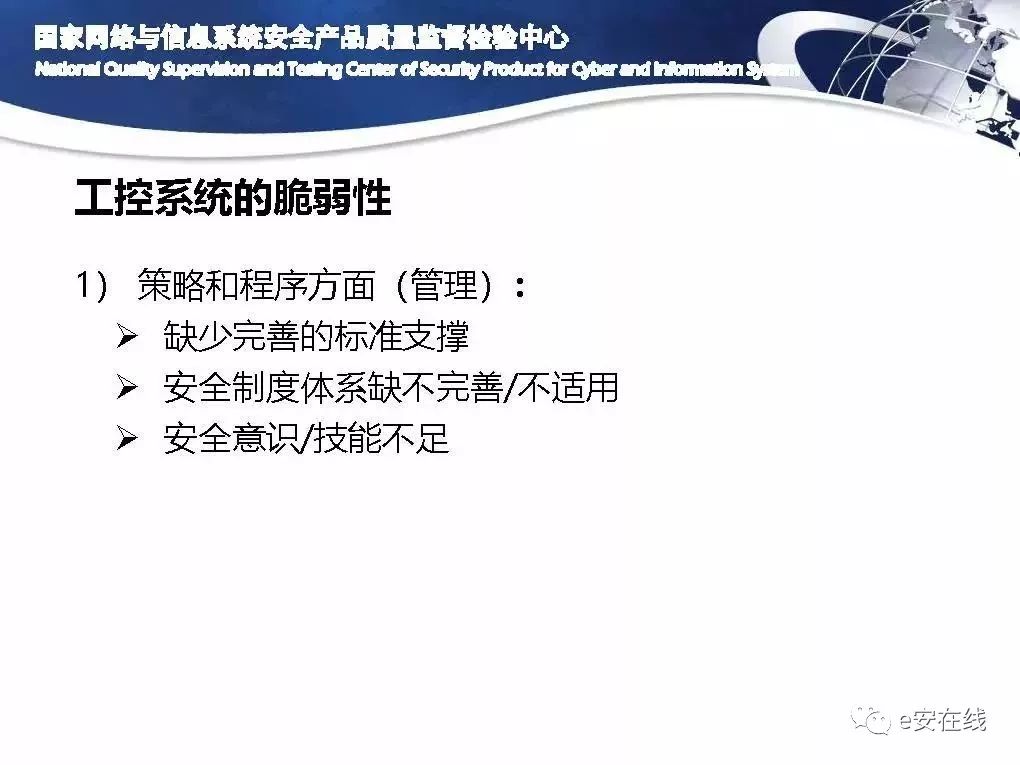 国家网络与信息系统安全产品质量监督检验中心
National Quality Supervision and Testing Center of Security Product for Cyber and Information System
工控系统的脆弱性
1） 策略和程序方面（管理）：
➢ 缺少完善的标准支撑
➢ 安全制度体系缺不完善/不适用
➢ 安全意识/技能不足
e安在线